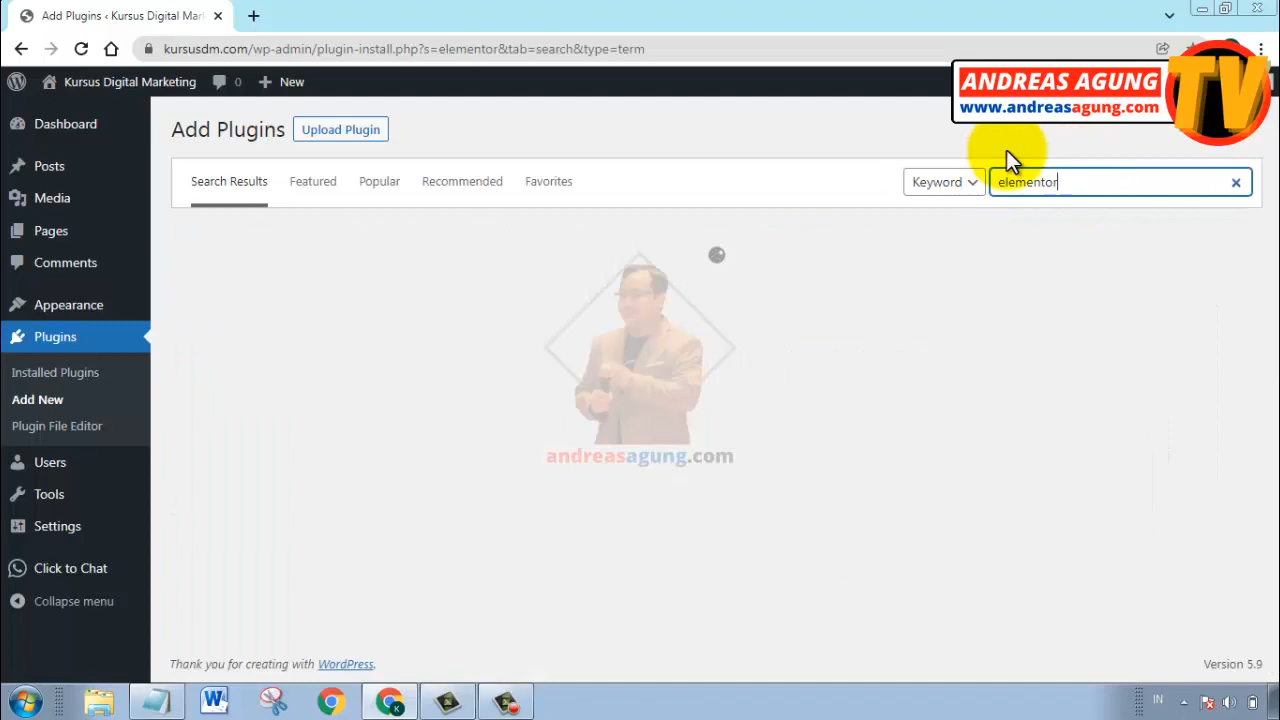 Add Plugins ‹ Kursus Digital Mark
kursusdm.com/wp-admin/plugin-install.php?s=elementor&tab=search&type=term
Kursus Digital Marketing
0
New
ANDREAS AGUNG
www.andreasagung.com
TV
Dashboard
Posts
Media
Pages
Comments
Appearance
Plugins
Installed Plugins
Add New
Plugin File Editor
Users
Tools
Settings
Click to Chat
Collapse menu
Add Plugins
Upload Plugin
Search Results
Featured
Popular
Recommended
Favorites
Keyword
elementor
andreasagung.com
Thank you for creating with WordPress.
Version 5.9
IN